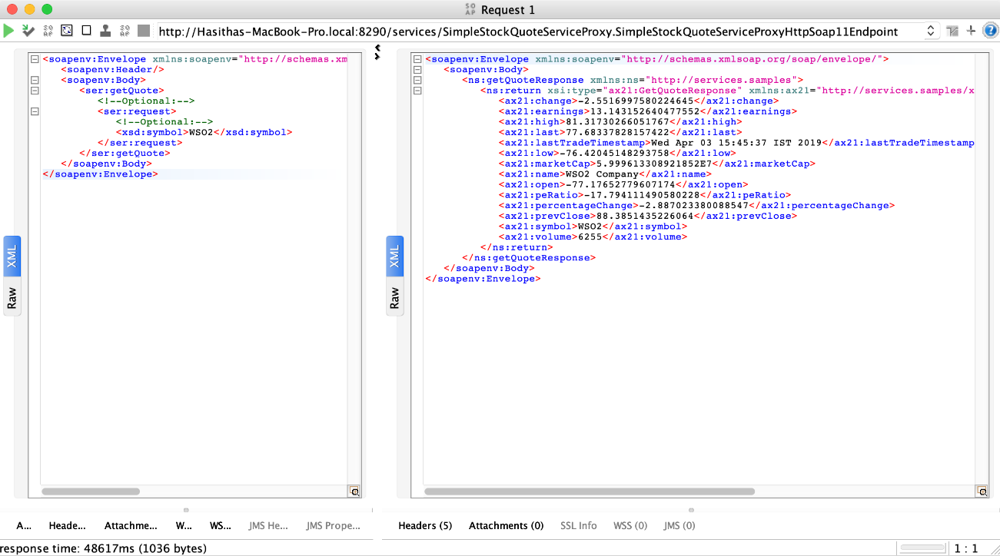 SO
AP
Request 1
SO
AP
SO
AP
http://Hasithas-MacBook-Pro.local:8290/services/SimpleStockQuoteServiceProxy.SimpleStockQuoteServiceProxyHttpSoap11Endpoint
?
<soapenv:Envelope xmlns:soapenv="http://schemas.xm
<soapenv:Header/>
<soapenv:Body>
<ser:getQuote>
<!--Optional:-->
<ser:request>
<!--Optional:-->
<xsd:symbol>WSO2</xsd:symbol>
</ser:request>
</ser:getQuote>
</soapenv:Body>
</soapenv:Envelope>
XML
Raw
<soapenv:Envelope xmlns:soapenv="http://schemas.xmlsoap.org/soap/envelope/">
<soapenv:Body>
<ns:getQuoteResponse xmlns:ns="http://services.samples">
<ns:return xsi:type="ax21:GetQuoteResponse" xmlns:ax21="http://services.samples/x
<ax21:change>-2.5516997580224645</ax21:change>
<ax21:earnings>13.143152640477552</ax21:earnings>
<ax21:high>81.31730266051767</ax21:high>
<ax21:last>77.68337828157422</ax21:last>
<ax21:lastTradeTimestamp>Wed Apr 03 15:45:37 IST 2019</ax21:lastTradeTimestamp
<ax21:low>-76.42045148293758</ax21:low>
<ax21:marketCap>5.999613308921852E7</ax21:marketCap>
<ax21:name>WSO2 Company</ax21:name>
<ax21:open>-77.17652779607174</ax21:open>
<ax21:peRatio>-17.794111490580228</ax21:peRatio>
<ax21:percentageChange>-2.887023380088547</ax21:percentageChange>
<ax21:prevClose>88.3851435226064</ax21:prevClose>
<ax21:symbol>WSO2</ax21:symbol>
<ax21:volume>6255</ax21:volume>
</ns:return>
</ns:getQuoteResponse>
</soapenv:Body>
</soapenv:Envelope>
XML
Raw
A... Heade... Attachme... W... WS... JMS He... JMS Prope...
Headers (5) Attachments (0) SSL Info WSS (0) JMS (0)
response time: 48617ms (1036 bytes)
1 : 1